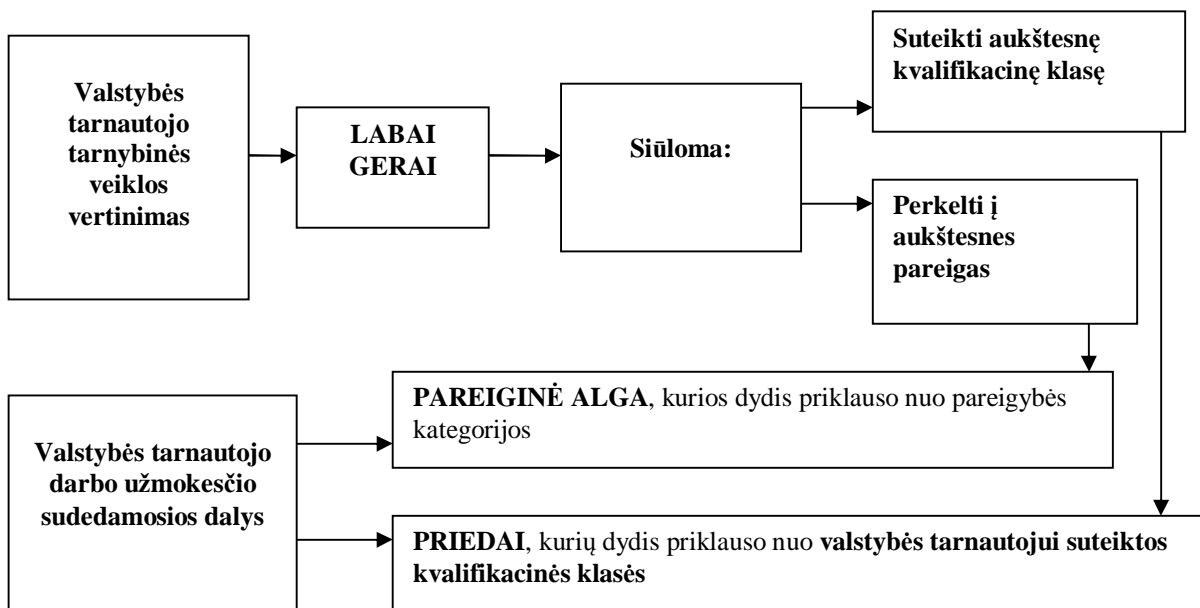 Valstybės
tarnautojo
tarnybinės
veiklos
vertinimas
LABAI
GERAI
Siūloma:
Suteikti aukštesnę
kvalifikacinę klasę
Perkelti į
aukštesnes
pareigas
Valstybės tarnautojo
darbo užmokesčio
sudedamosios dalys
PAREIGINĖ ALGA, kurios dydis priklauso nuo pareigybės
kategorijos
PRIEDAI, kurių dydis priklauso nuo valstybės tarnautojui suteiktos
kvalifikacinės klasės